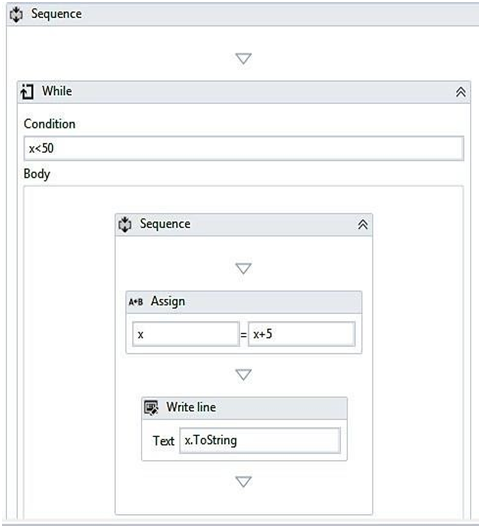 Sequence
While
Condition
x<50
Body
Sequence
A+B Assign
x = x+5
Write line
Text x.ToString